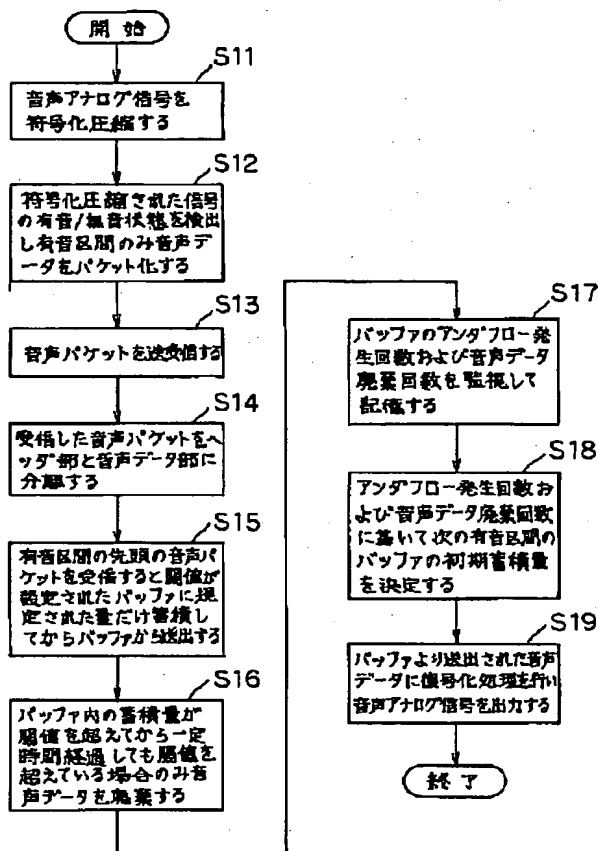 開始
S11
音声アナログ信号を
符号化圧縮する
S12
符号化圧縮された信号
の有音/無音状態を検出
し有音区間のみ音声デ
ータをパケット化する
S13
音声パケットを送受信する
S14
受信した音声パケットをヘ
ッダ部と音声データ部に
分離する
S15
有音区間の先頭の音声パ
ケットを受信すると閾値が
設定されたバッファに規
定された量だけ蓄積し
てからバッファから送出する
S16
バッファ内の蓄積量が
閾値を超えてから一定
時間経過しても閾値を
超えている場合のみ音
声データを廃棄する
S17
バッファのアンダフロー発
生回数および音声データ
廃棄回数を監視して
記憶する
S18
アンダフロー発生回数お
よび音声データ廃棄回数
に基いて次の有音区間の
バッファの初期蓄積量
を決定する
S19
バッファより送出された音声
データに復号化処理を行い
音声アナログ信号を出力する
終了